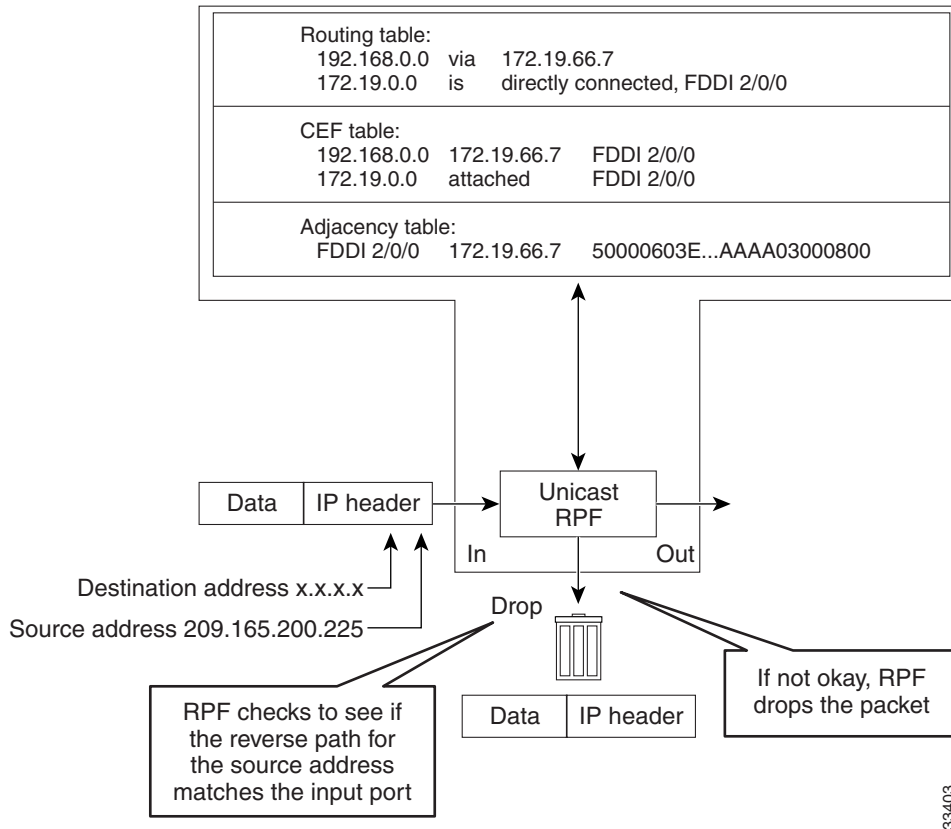 Routing table:
192.168.0.0 via 172.19.66.7
172.19.0.0 is directly connected, FDDI 2/0/0
CEF table:
192.168.0.0 172.19.66.7 FDDI 2/0/0
172.19.0.0 attached FDDI 2/0/0
Adjacency table:
FDDI 2/0/0 172.19.66.7 50000603E...AAAA03000800
Data IP header
Unicast
RPF
In Out
Destination address x.x.x.x
Source address 209.165.200.225
Drop
RPF checks to see if
the reverse path for
the source address
matches the input port
Data IP header
If not okay, RPF
drops the packet
33403